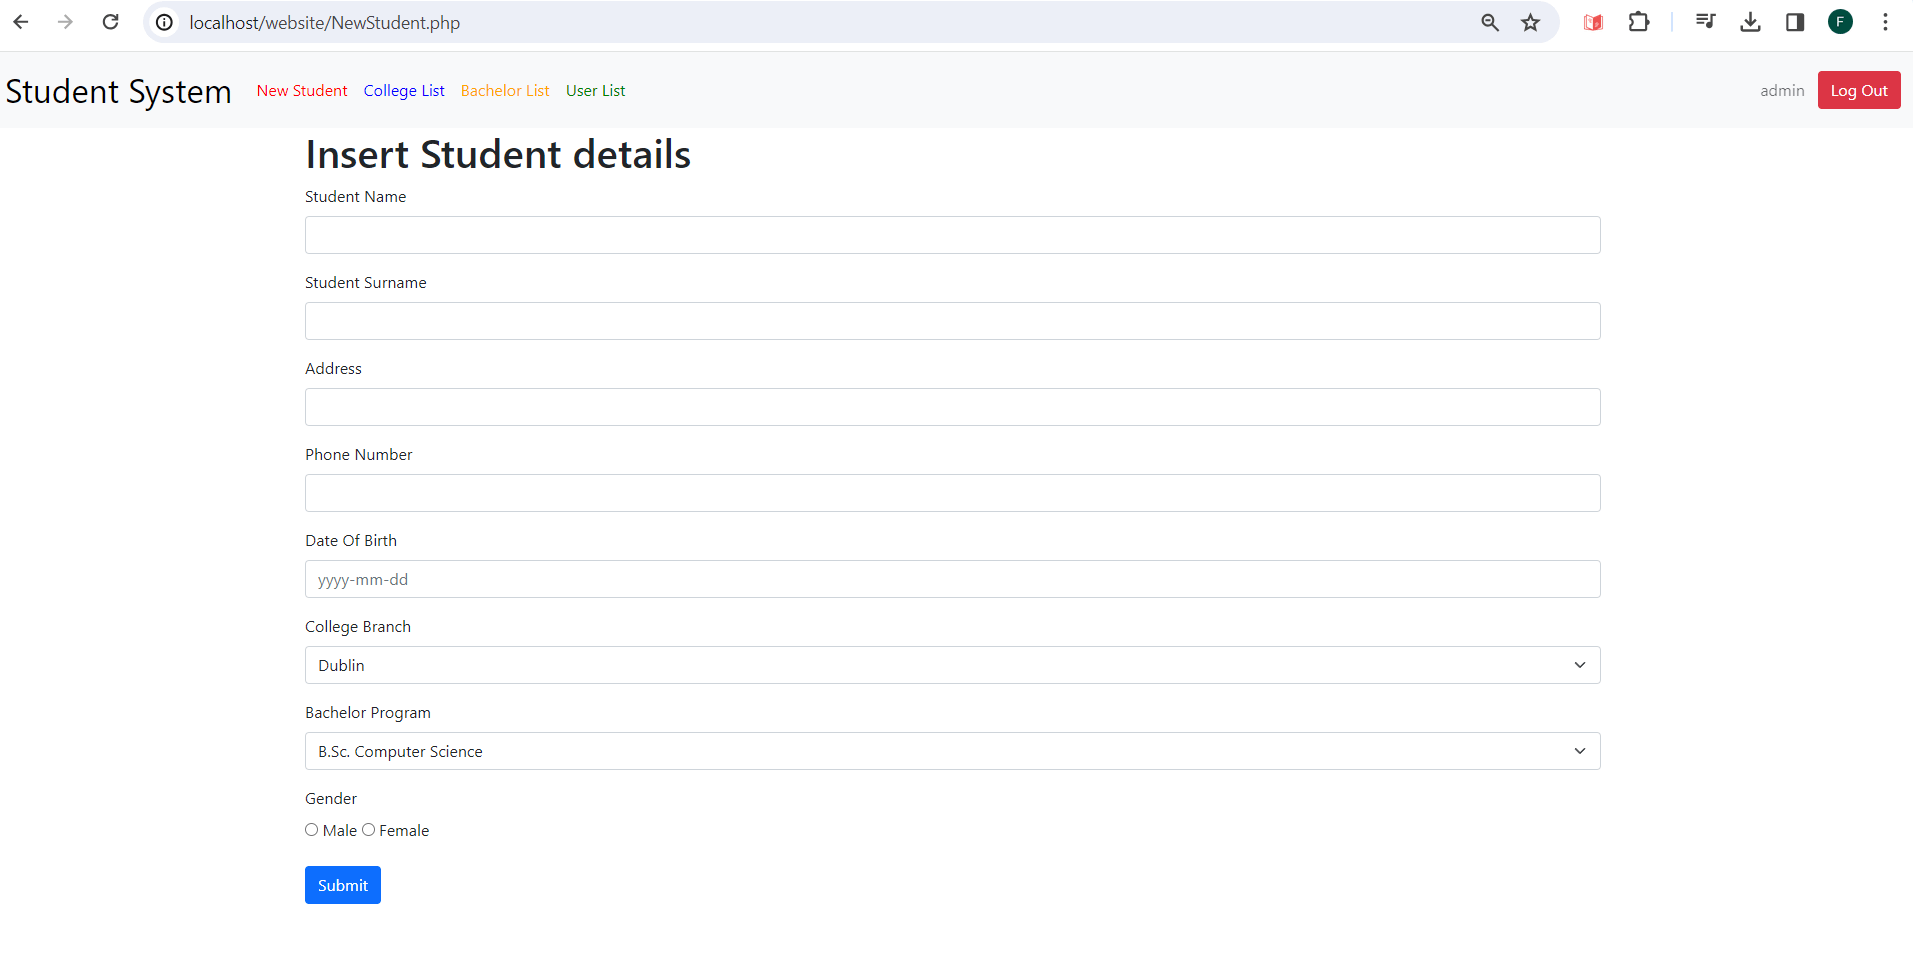 localhost/website/NewStudent.php
F
Student System New Student College List Bachelor List User List admin Log Out
Insert Student details
Student Name
Student Surname
Address
Phone Number
Date Of Birth
yyyy-mm-dd
College Branch
Dublin
Bachelor Program
B.Sc. Computer Science
Gender
Male Female
Submit